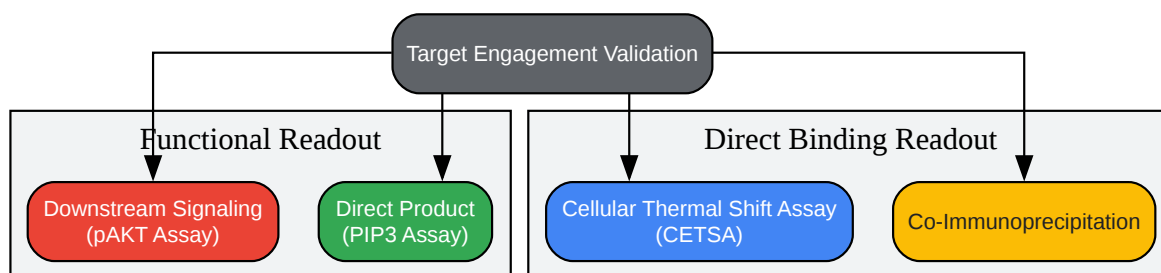 Target Engagement Validation
Functional Readout
Direct Binding Readout
Downstream Signaling
(pAKT Assay)
Direct Product
(PIP3 Assay)
Cellular Thermal Shift Assay
(CETSA)
Co-Immunoprecipitation